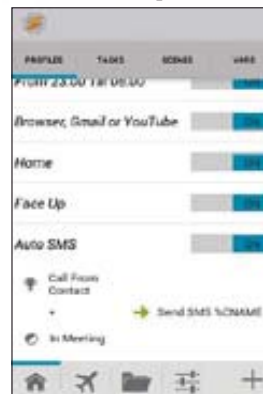 PROFILES TASKS SCENES VARS
From 23.00 Till 06.00 ON
Browser, Gmail or YouTube ON
Home ON
Face Up ON
Auto SMS ON
Call From
Contact
+ Send SMS %CNAME
In Meeting